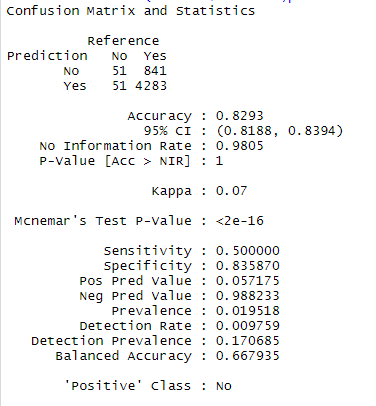 Confusion Matrix and Statistics
Reference
Prediction No Yes
No 51 841
Yes 51 4283
Accuracy : 0.8293
95% CI : (0.8188, 0.8394)
No Information Rate : 0.9805
P-Value [Acc > NIR] : 1
Kappa : 0.07
Mcnemar's Test P-Value : <2e-16
Sensitivity : 0.500000
Specificity : 0.835870
Pos Pred Value : 0.057175
Neg Pred Value : 0.988233
Prevalence : 0.019518
Detection Rate : 0.009759
Detection Prevalence : 0.170685
Balanced Accuracy : 0.667935
'Positive' Class : No